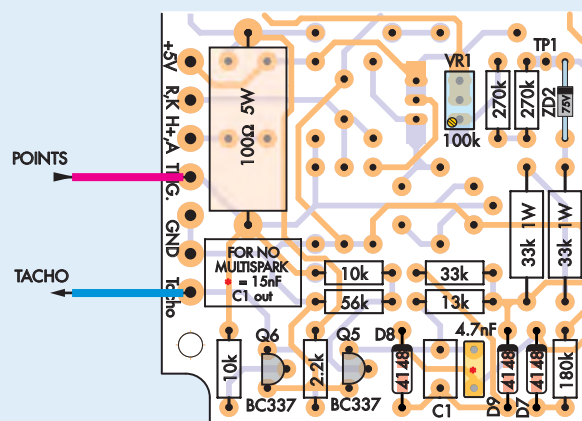 +5V
R,K
H+,A
TRIG.
GND
Tacho
POINTS
TACHO
100Ω 5W
FOR NO
MULTISPARK
* = 15nF
C1 out
VR1
100k
270k
270k
TP1
ZD2
75V
33k 1W
33k 1W
10k
56k
33k
13k
10k
Q6
BC337
2.2k
Q5
BC337
D8
4148
C1
4.7nF
*
D9
4148
D7
4148
180k